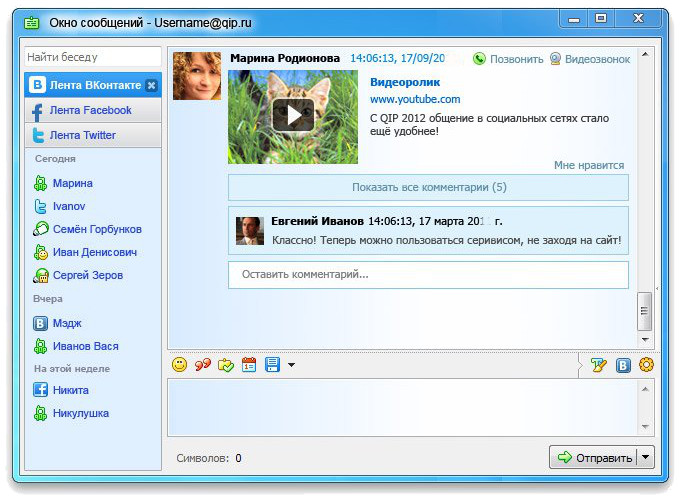 Окно сообщений - Username@qip.ru
Найти беседу
Лента ВКонтакте
Лента Facebook
Лента Twitter
Сегодня
Марина
Ivanov
Семён Горбунков
Иван Денисович
Сергей Зеров
Вчера
Мэдж
Иванов Вася
На этой неделе
Никита
Никулушка
Марина Родионова 14:06:13, 17/09/20
Позвонить Видеозвонок
Видеоролик
www.youtube.com
С QIP 2012 общение в социальных сетях стало
ещё удобнее!
Мне нравится
Показать все комментарии (5)
Евгений Иванов 14:06:13, 17 марта 20 г.
Классно! Теперь можно пользоваться серивисом, не заходя на сайт!
Оставить комментарий...
Символов: 0
Отправить